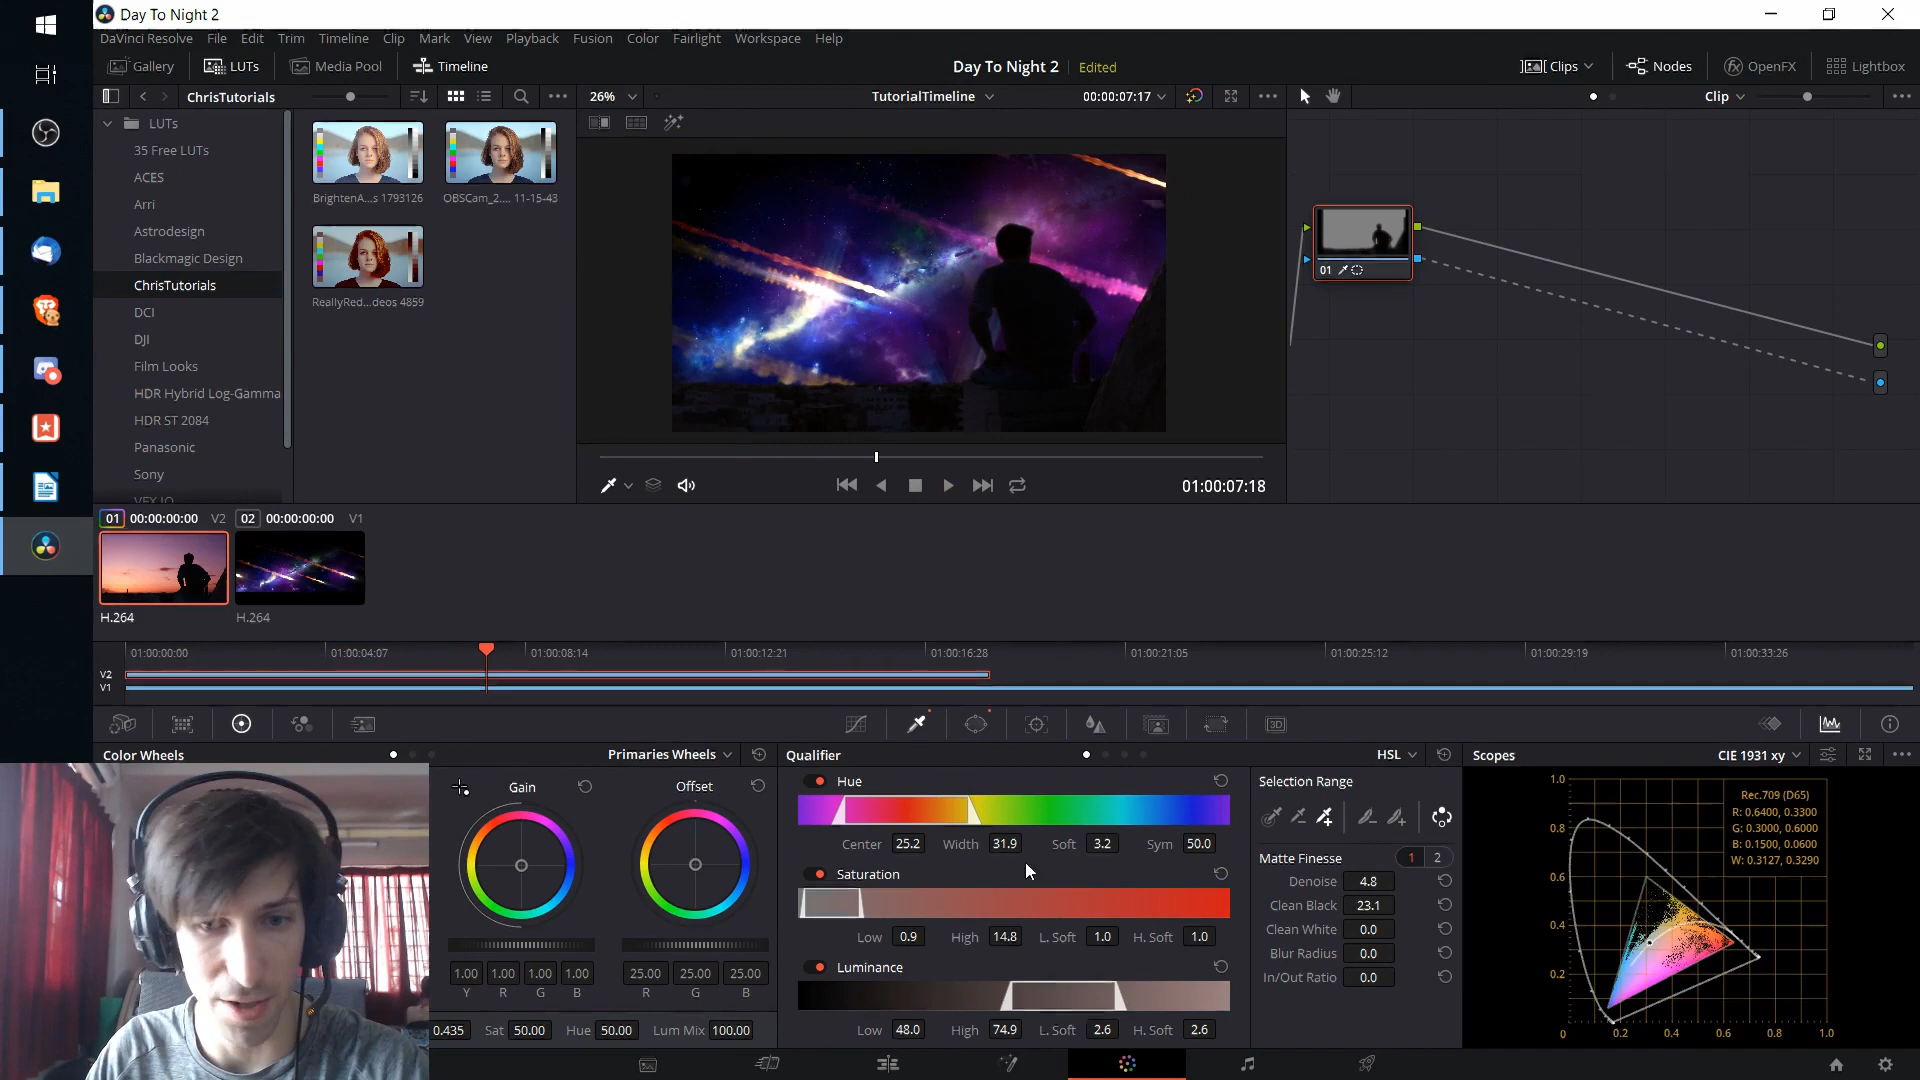 Day To Night 2
DaVinci Resolve File Edit Trim Timeline Clip Mark View Playback Fusion Color Fairlight Workspace Help
Gallery LUTs Media Pool Timeline Day To Night 2 Edited Clips Nodes OpenFX Lightbox
ChrisTutorials 26% TutorialTimeline 00:00:07:17 Clip
LUTs
35 Free LUTs
ACES
Arri
Astrodesign
Blackmagic Design
ChrisTutorials
DCI
DJI
Film Looks
HDR Hybrid Log-Gamma
HDR ST 2084
Panasonic
Sony
VFX IO
BrightenA...s 1793126 OBSCam_2.... 11-15-43
ReallyRed...deos 4859
01
01:00:07:18
01 00:00:00:00 V2 02 00:00:00:00 V1
H.264 H.264
01:00:00:00 01:00:04:07 01:00:08:14 01:00:12:21 01:00:16:28 01:00:21:05 01:00:25:12 01:00:29:19 01:00:33:26
V2
V1
3D
Color Wheels Primaries Wheels
Gain Offset
1.00 1.00 1.00 1.00 25.00 25.00 25.00
Y R G B R G B
0.435 Sat 50.00 Hue 50.00 Lum Mix 100.00
Qualifier HSL
Hue
Center 25.2 Width 31.9 Soft 3.2 Sym 50.0
Saturation
Low 0.9 High 14.8 L. Soft 1.0 H. Soft 1.0
Luminance
Low 48.0 High 74.9 L. Soft 2.6 H. Soft 2.6
Selection Range
Matte Finesse 1 2
Denoise 4.8
Clean Black 23.1
Clean White 0.0
Blur Radius 0.0
In/Out Ratio 0.0
Scopes CIE 1931 xy
Rec.709 (D65)
R: 0.6400, 0.3300
G: 0.3000, 0.6000
B: 0.1500, 0.0600
W: 0.3127, 0.3290
1.0
0.8
0.6
0.4
0.2
0 0.2 0.4 0.6 0.8 1.0